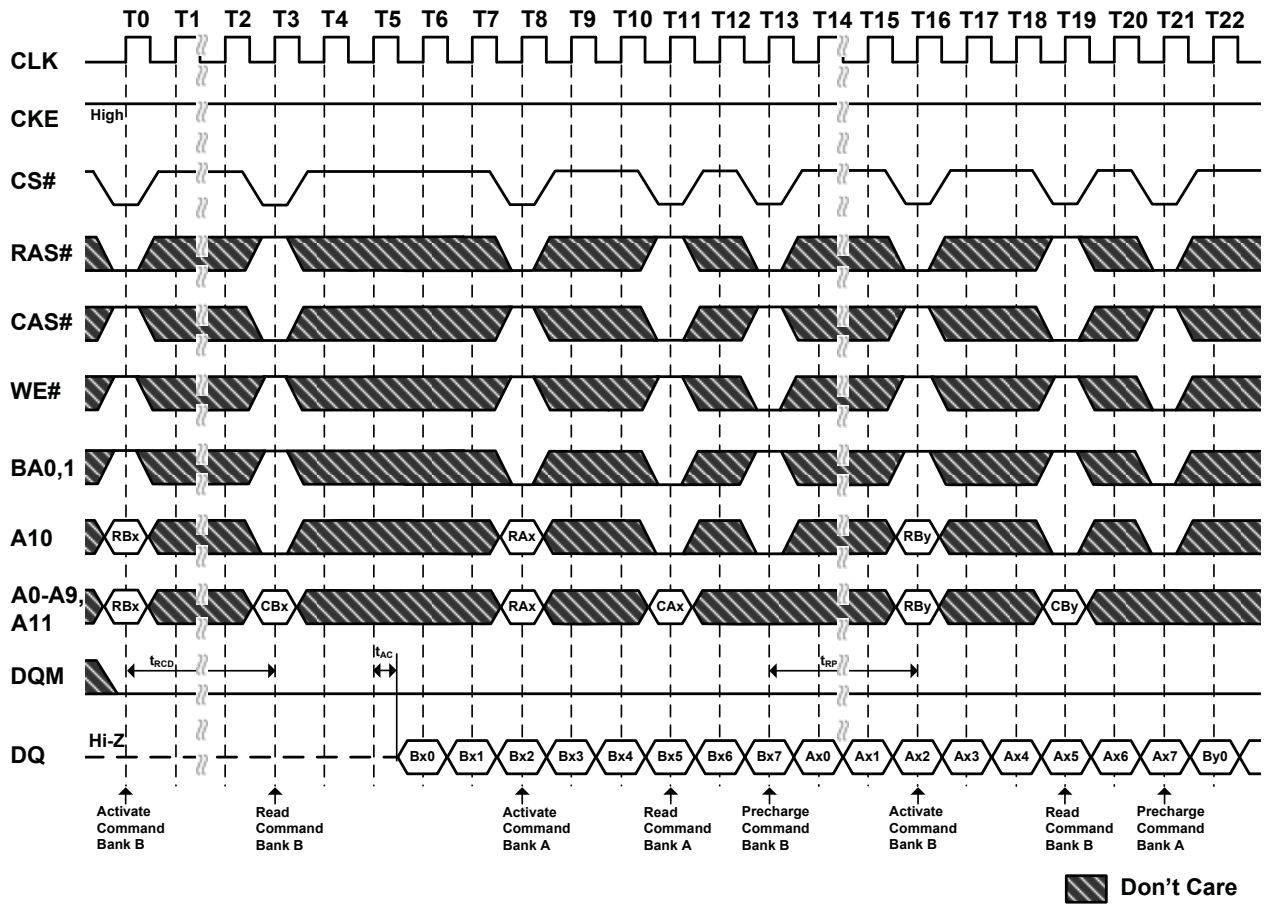 T0 T1 T2 T3 T4 T5 T6 T7 T8 T9 T10 T11 T12 T13 T14 T15 T16 T17 T18 T19 T20 T21 T22
CLK
CKE High
CS#
RAS#
CAS#
WE#
BA0,1
A10 RBx RAx RBy
A0-A9, A11 RBx CBx RAx CAx RBy CBy
DQM tRCD tAC tRP
DQ Hi-Z Bx0 Bx1 Bx2 Bx3 Bx4 Bx5 Bx6 Bx7 Ax0 Ax1 Ax2 Ax3 Ax4 Ax5 Ax6 Ax7 By0
Activate
Command
Bank B
Read
Command
Bank B
Activate
Command
Bank A
Read
Command
Bank A
Precharge
Command
Bank B
Activate
Command
Bank B
Read
Command
Bank B
Precharge
Command
Bank A
Don't Care